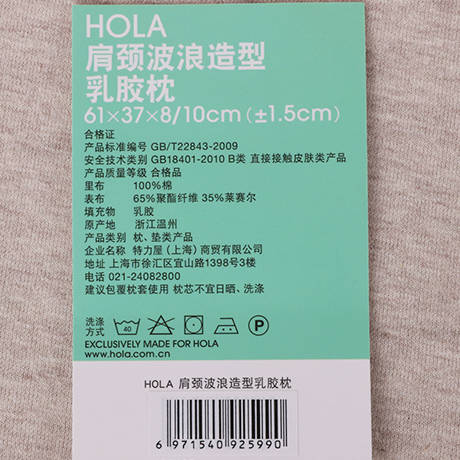 HOLA
肩颈波浪造型
乳胶枕
61×37×8/10cm(±1.5cm)
合格证
产品标准编号 GB/T22843-2009
安全技术类别 GB18401-2010 B类 直接接触皮肤类产品
产品质量等级 合格品
里布 100%棉
表布 65%聚酯纤维 35%莱赛尔
填充物 乳胶
原产地 浙江温州
产品类别 枕、垫类产品
企业名称 特力屋(上海)商贸有限公司
地址 上海市徐汇区宜山路1398号3楼
电话 021-24082800
建议包覆枕套使用 枕芯不宜日晒、洗涤
洗涤
方式 40 P
EXCLUSIVELY MADE FOR HOLA
www.hola.com.cn
HOLA 肩颈波浪造型乳胶枕
6 971540 925990